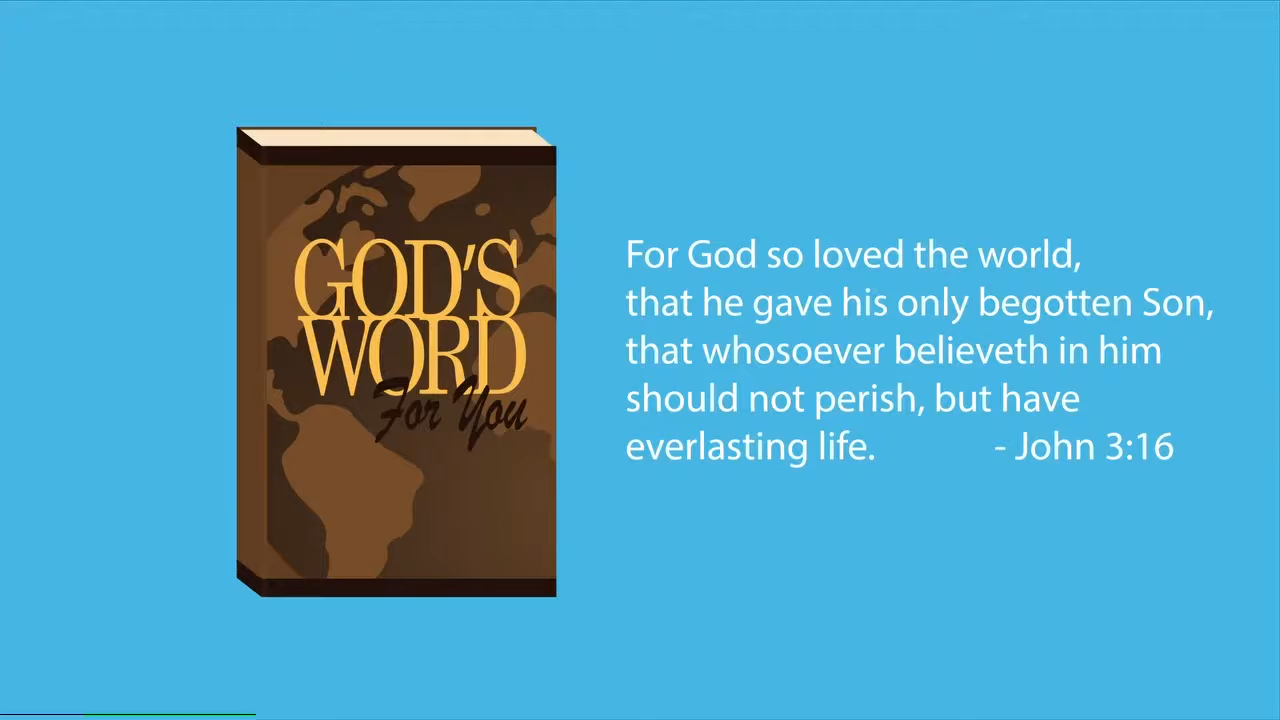 GOD'S
WORD
For You
For God so loved the world,
that he gave his only begotten Son,
that whosoever believeth in him
should not perish, but have
everlasting life. - John 3:16